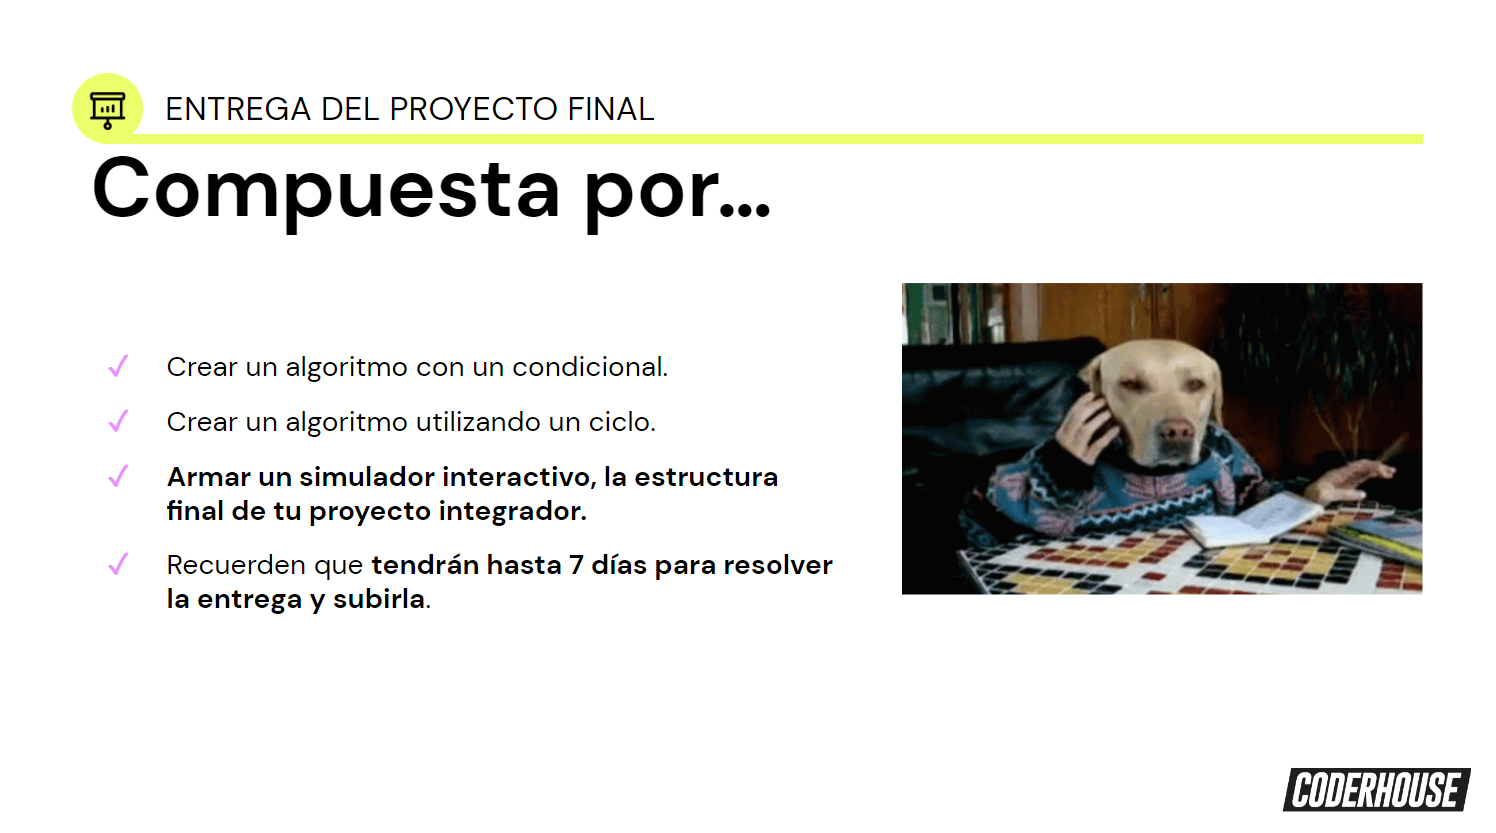 ENTREGA DEL PROYECTO FINAL
Compuesta por...
Crear un algoritmo con un condicional.
Crear un algoritmo utilizando un ciclo.
Armar un simulador interactivo, la estructura
final de tu proyecto integrador.
Recuerden que tendrán hasta 7 días para resolver
la entrega y subirla.
CODERHOUSE